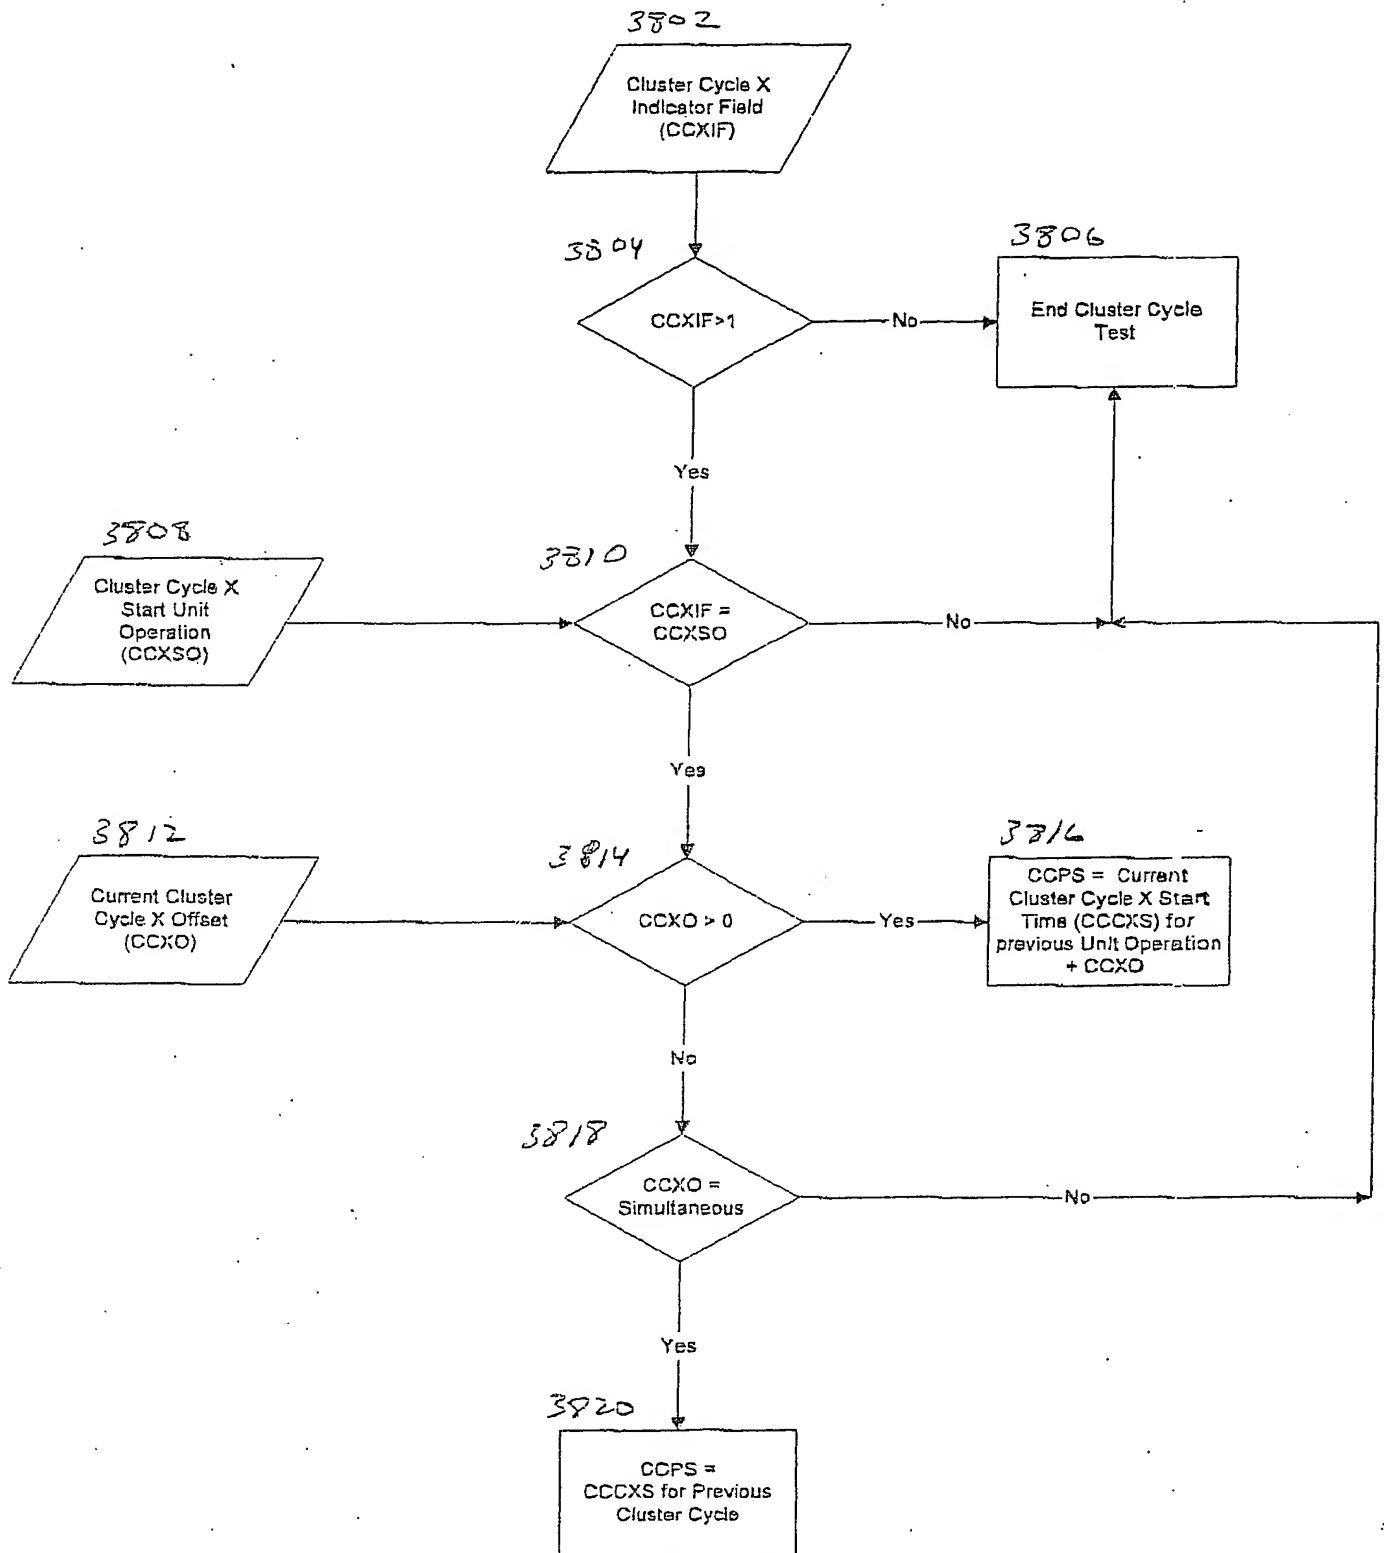 3802
Cluster Cycle X
Indicator Field
(CCXIF)
3804
CCXIF>1
No
3806
End Cluster Cycle
Test
Yes
3808
Cluster Cycle X
Start Unit
Operation
(CCXSO)
3810
CCXIF =
CCXSO
No
Yes
3812
Current Cluster
Cycle X Offset
(CCXO)
3814
CCXO > 0
Yes
3816
CCPS = Current
Cluster Cycle X Start
Time (CCCXS) for
previous Unit Operation
+ CCXO
No
3818
CCXO =
Simultaneous
No
Yes
3820
CCPS =
CCCXS for Previous
Cluster Cycle